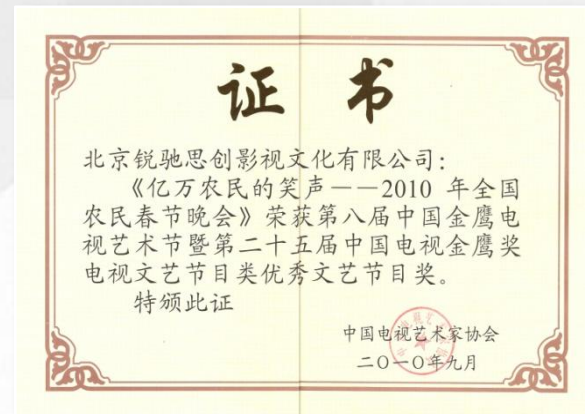 证书
北京锐驰思创影视文化有限公司：
《亿万农民的笑声——2010 年全国
农民春节晚会》荣获第八届中国金鹰电
视艺术节暨第二十五届中国电视金鹰奖
电视文艺节目类优秀文艺节目奖。
特颁此证
中国电视艺术家协会
二〇一〇年九月